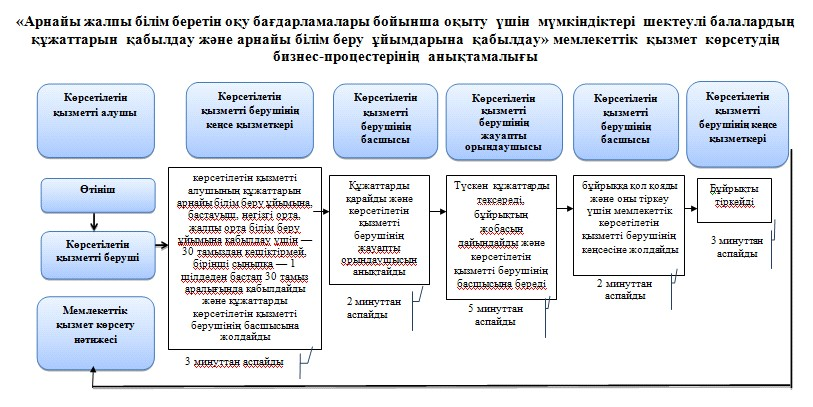 «Арнайы жалпы білім беретін оқу бағдарламалары бойынша оқыту үшін мүмкіндіктері шектеулі балалардың
құжаттарын қабылдау және арнайы білім беру ұйымдарына қабылдау» мемлекеттік қызмет көрсетудің
бизнес-процестерінің анықтамалығы
Көрсетілетін
қызметті алушы
Көрсетілетін
қызметті берушінің
кеңсе қызметкері
Көрсетілетін
қызметті
берушінің
басшысы
Көрсетілетін
қызметті
берушінің
жауапты
орындаушысы
Көрсетілетін
қызметті
берушінің
басшысы
Көрсетілетін
қызметті
берушінің кеңсе
қызметкері
Өтініш
Көрсетілетін
қызметті беруші
Мемлекеттік
қызмет көрсету
нәтижесі
көрсетілетін қызметті
алушының құжаттарын
арнайы білім беру ұйымына,
бастауыш, негізгі орта,
жалпы орта білім беру
ұйымына қабылдау үшін —
30 тамыздан кешіктірмей,
бірінші сыныпқа — 1
шілдеден бастап 30 тамыз
аралығында қабылдайды
және құжаттарды
көрсетілетін қызметті
берушінің басшысына
жолдайды
3 минуттан аспайды
Құжаттарды
қарайды және
көрсетілетін
қызметті
берушінің
жауапты
орындаушысын
анықтайды
2 минуттан
аспайды
Түскен құжаттарды
тексереді,
бұйрықтың
жобасын
дайындайды және
көрсетілетін
қызметті берушінің
басшысына береді
5 минуттан
аспайды
бұйрыққа қол қояды
және оны тіркеу
үшін мемлекеттік
көрсетілетін
қызметті берушінің
кеңсесіне жолдайды
2 минуттан
аспайды
Бұйрықты
тіркейді
3 минуттан
аспайды